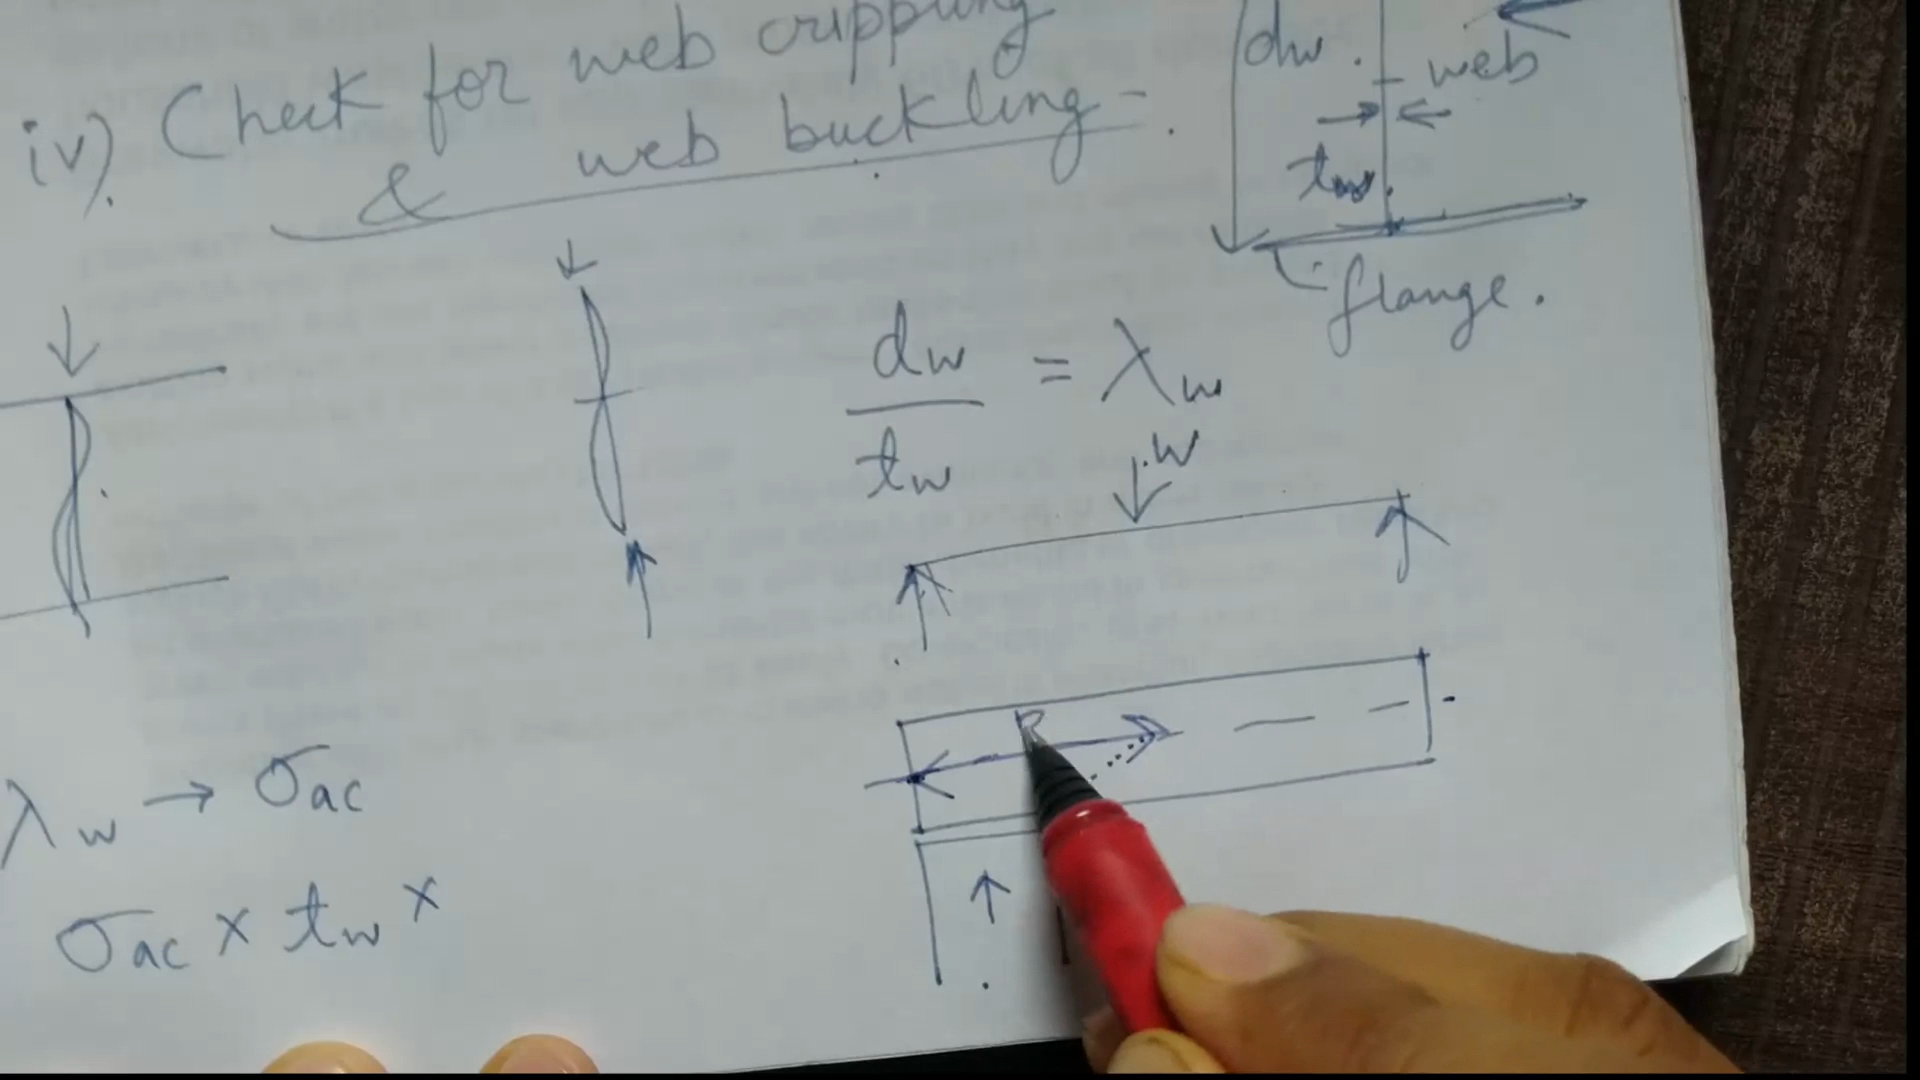 iv). Check for web crippling
& web buckling -
dw.
web
tw.
flange.
dw
tw
= λw
W
B
λw → σac
σac × tw ×